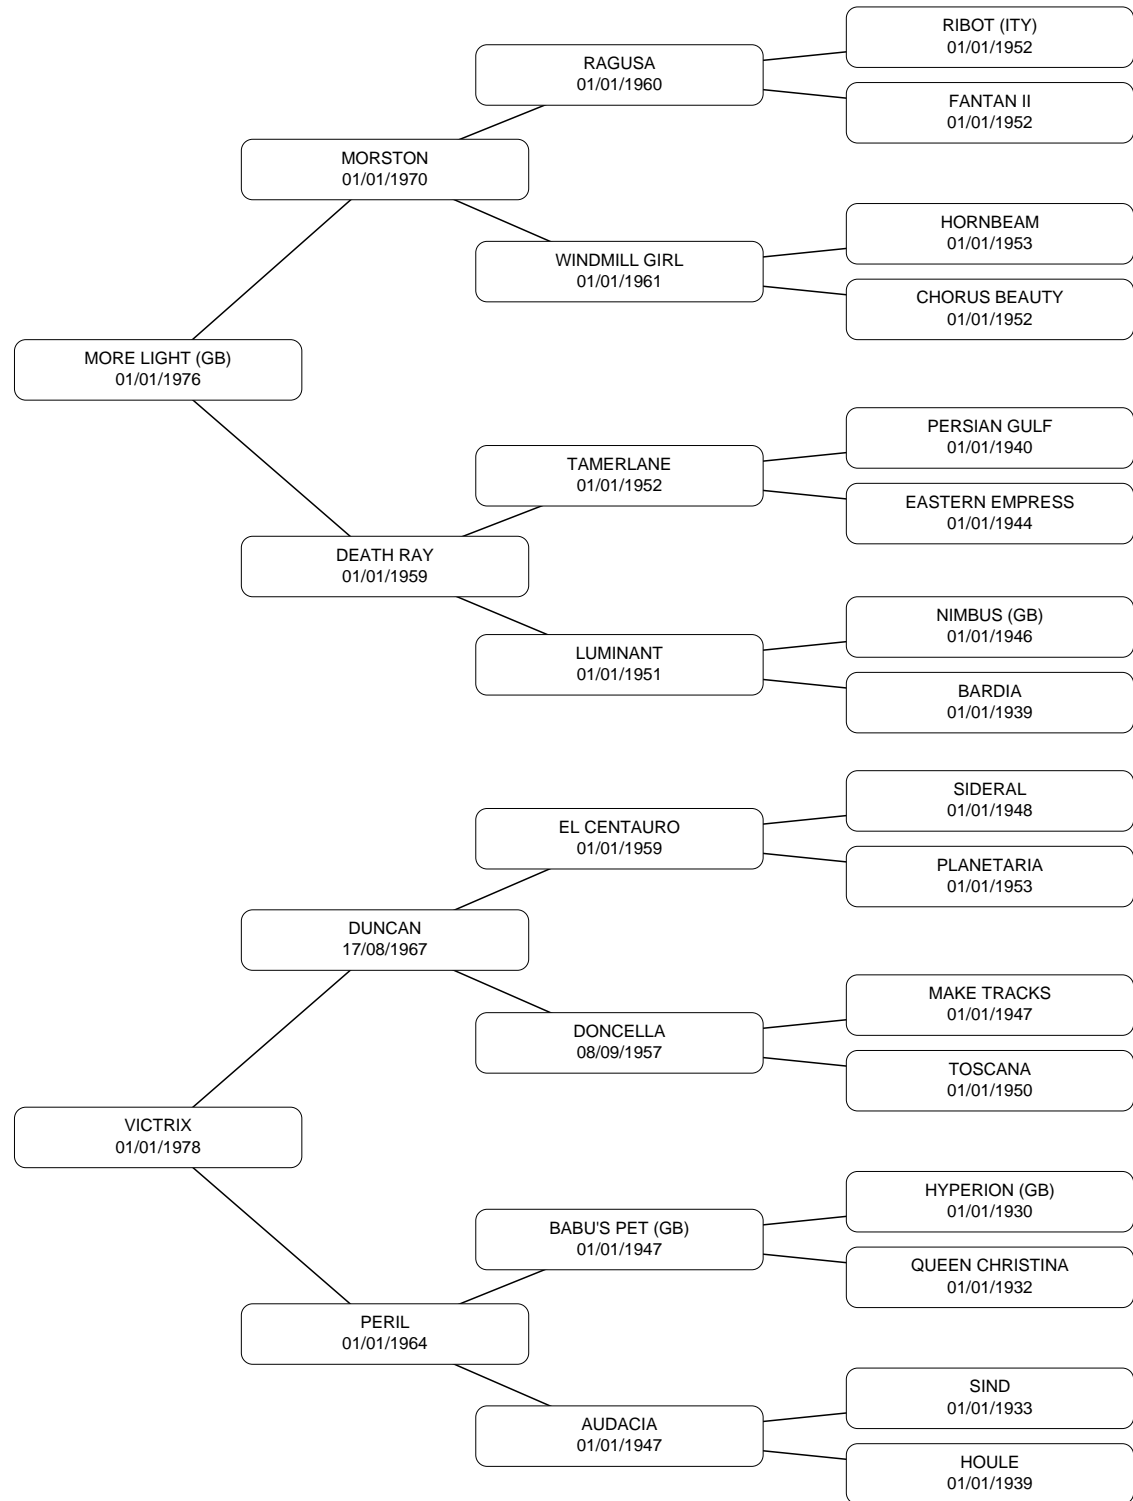 RIBOT (ITY)
01/01/1952
RAGUSA
01/01/1960
FANTAN II
01/01/1952
MORSTON
01/01/1970
HORNBEAM
01/01/1953
WINDMILL GIRL
01/01/1961
CHORUS BEAUTY
01/01/1952
MORE LIGHT (GB)
01/01/1976
PERSIAN GULF
01/01/1940
TAMERLANE
01/01/1952
EASTERN EMPRESS
01/01/1944
DEATH RAY
01/01/1959
NIMBUS (GB)
01/01/1946
LUMINANT
01/01/1951
BARDIA
01/01/1939
SIDERAL
01/01/1948
EL CENTAURO
01/01/1959
PLANETARIA
01/01/1953
DUNCAN
17/08/1967
MAKE TRACKS
01/01/1947
DONCELLA
08/09/1957
TOSCANA
01/01/1950
VICTRIX
01/01/1978
HYPERION (GB)
01/01/1930
BABU'S PET (GB)
01/01/1947
QUEEN CHRISTINA
01/01/1932
PERIL
01/01/1964
SIND
01/01/1933
AUDACIA
01/01/1947
HOULE
01/01/1939